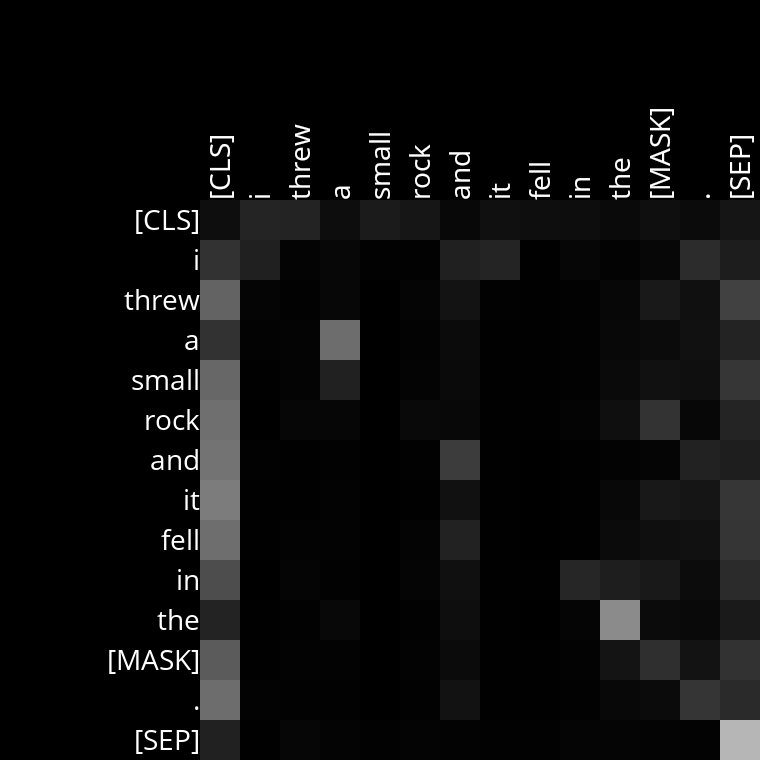 [CLS] i threw a small rock and it fell in the [MASK] . [SEP]
[CLS]
i
threw
a
small
rock
and
it
fell
in
the
[MASK]
.
[SEP]